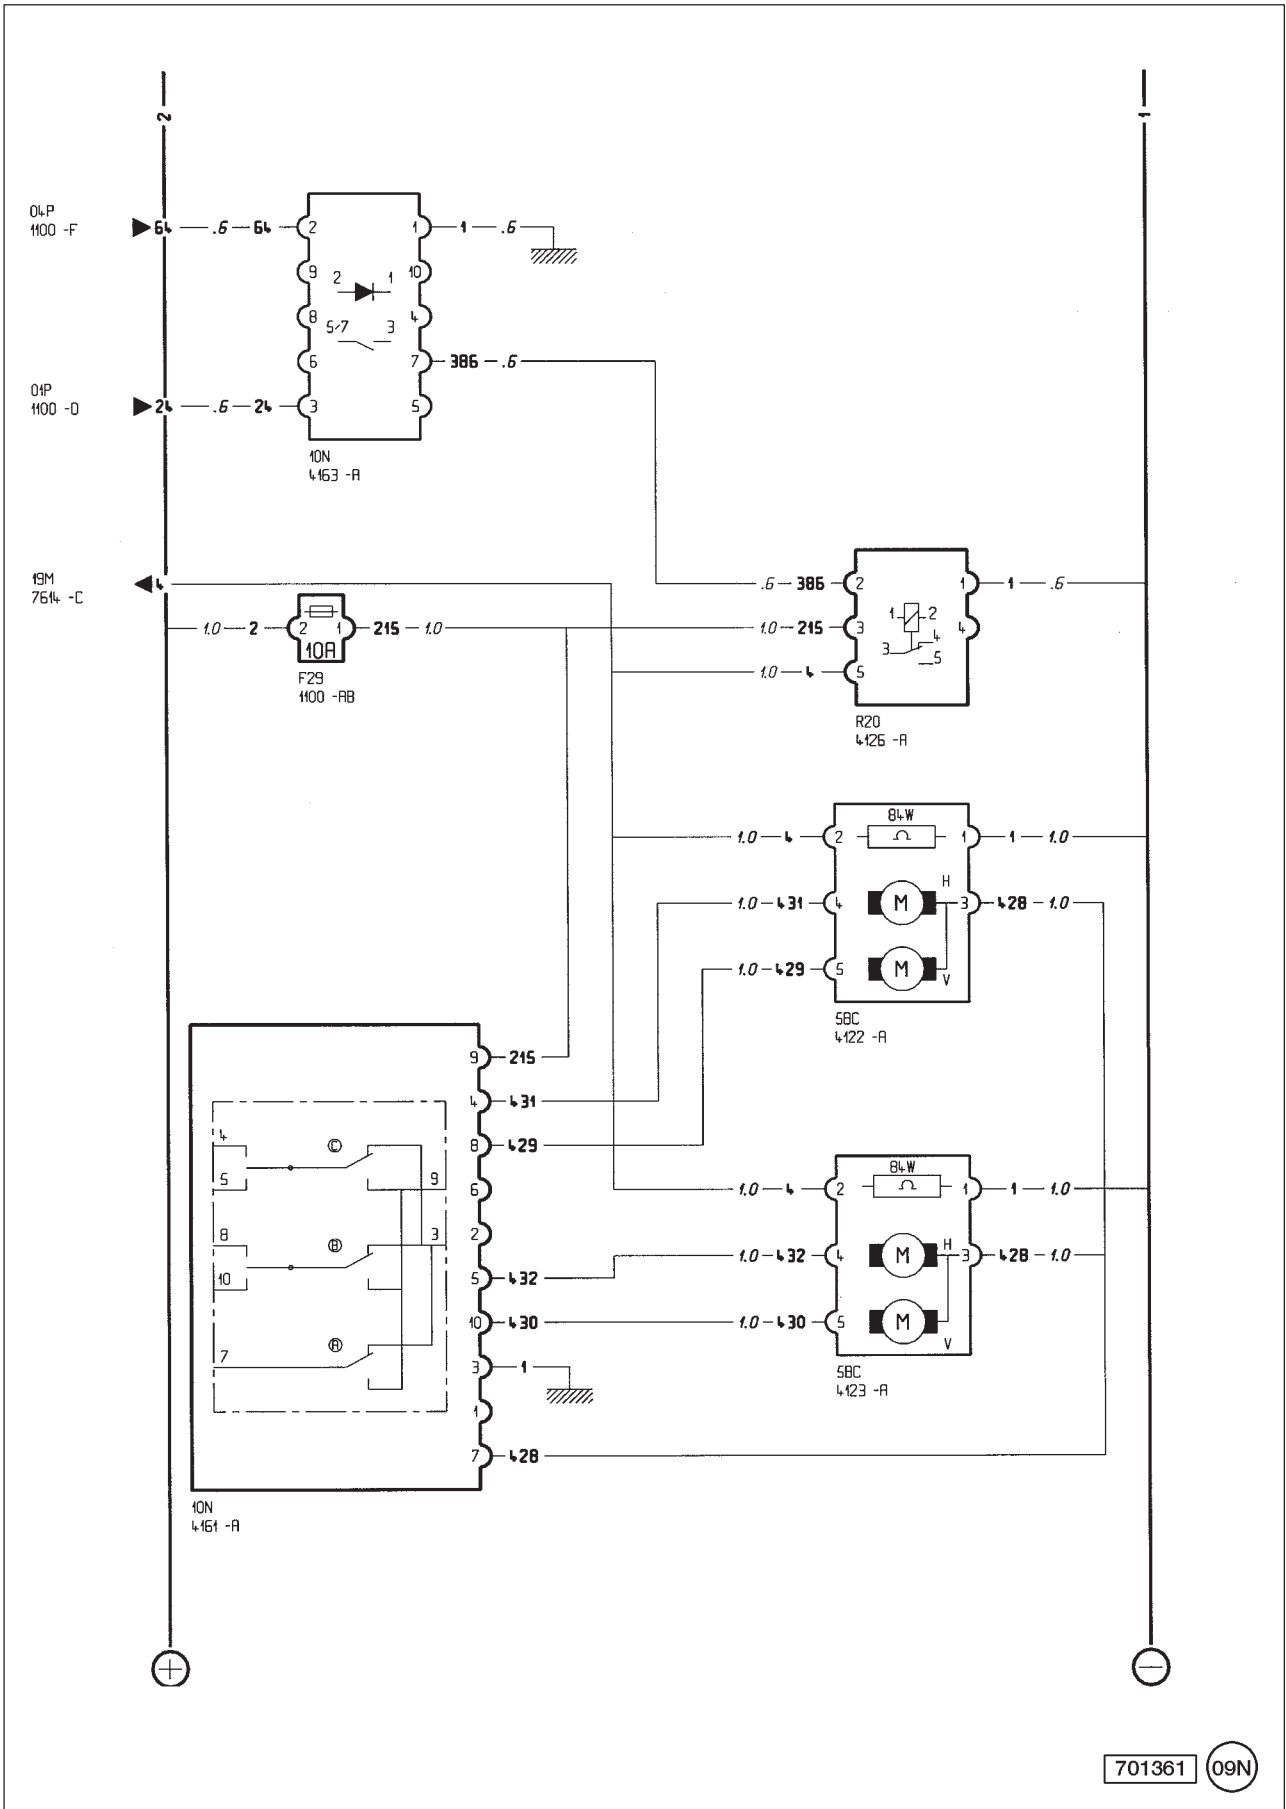 2
1
04P
1100 -F
64 .6 64 2
1 1 .6
9 2 1 10
8 5/7 3 4
6 7 386 .6
01P
1100 -D
24 .6 24 3
5
10N
4163 -A
19M
7614 -C
4
.6 386 2
1 1 .6
1.0 2 2 1 215 1.0
10A
1.0 215 3
1 2
4
3 4
5
1.0 4 5
F29
1100 -AB
R20
4126 -A
84W
1.0 4 2
1 1 1.0
H
1.0 431 4 M 3 428 1.0
1.0 429 5 M
V
5BC
4122 -A
9 215
4 431
4 C
8 429
5 9
6
84W
1.0 4 2
1 1 1.0
8 B 3
2
H
1.0 432 4 M 3 428 1.0
10
5 432
10 430
1.0 430 5 M
V
7 A
3 1
5BC
4123 -A
1
7 428
10N
4161 -A
+
−
701361 09N